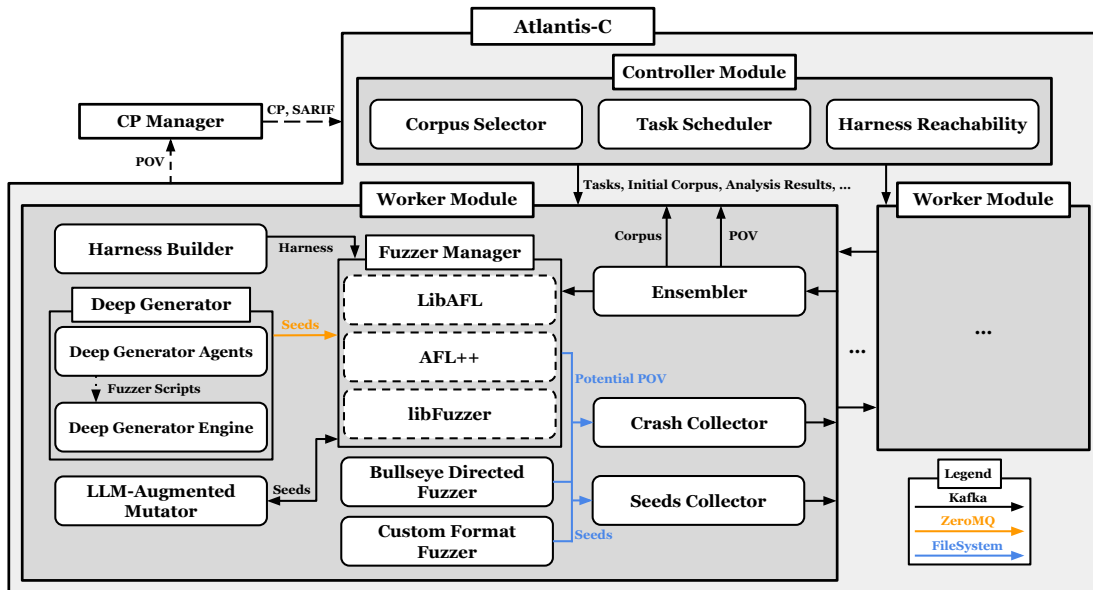 Atlantis-C
Controller Module
Corpus Selector
Task Scheduler
Harness Reachability
CP Manager
CP, SARIF
POV
Tasks, Initial Corpus, Analysis Results, ...
Worker Module
Harness Builder
Harness
Fuzzer Manager
LibAFL
AFL++
libFuzzer
Corpus
POV
Ensembler
Deep Generator
Deep Generator Agents
Fuzzer Scripts
Deep Generator Engine
Seeds
LLM-Augmented
Mutator
Seeds
Potential POV
Crash Collector
Bullseye Directed
Fuzzer
Seeds Collector
Custom Format
Fuzzer
Seeds
...
Worker Module
...
Legend
Kafka
ZeroMQ
FileSystem